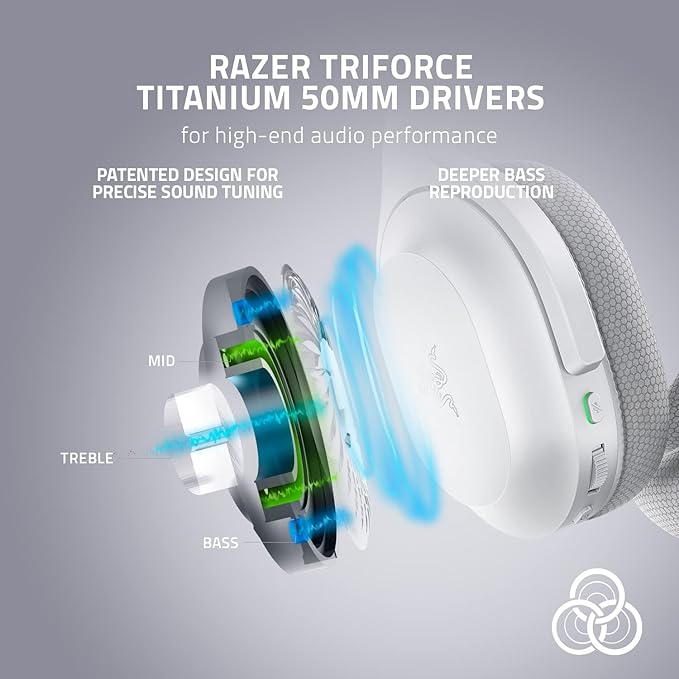 RAZER TRIFORCE
TITANIUM 50MM DRIVERS
for high-end audio performance
PATENTED DESIGN FOR
PRECISE SOUND TUNING
DEEPER BASS
REPRODUCTION
MID
TREBLE
BASS